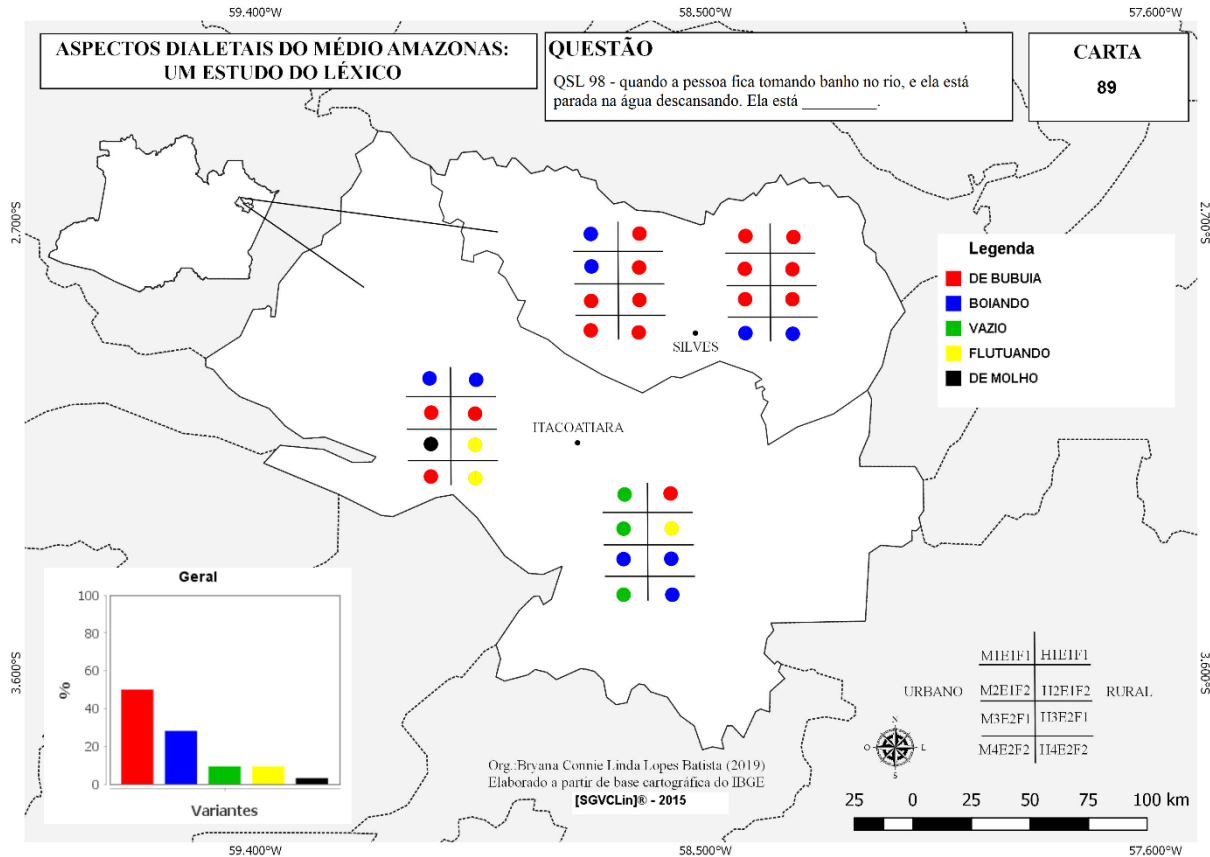 59.400°W
58.500°W
57.600°W
ASPECTOS DIALETAIS DO MÉDIO AMAZONAS:
UM ESTUDO DO LÉXICO
QUESTÃO
QSL 98 - quando a pessoa fica tomando banho no rio, e ela está
parada na água descansando. Ela está __________.
CARTA
89
2.700°S
2.700°S
Legenda
DE BUBUIA
BOIANDO
VAZIO
FLUTUANDO
DE MOLHO
SILVES
ITACOATIARA
Geral
100
80
60
40
20
0
%
Variantes
3.600°S
3.600°S
M1E1F1 H1E1F1
URBANO M2E1F2 H2E1F2 RURAL
M3E2F1 H3E2F1
M4E2F2 H4E2F2
N
O L
S
Org.:Bryana Connie Linda Lopes Batista (2019)
Elaborado a partir de base cartográfica do IBGE
[SGVCLin]® - 2015
25 0 25 50 75 100 km
59.400°W
58.500°W
57.600°W